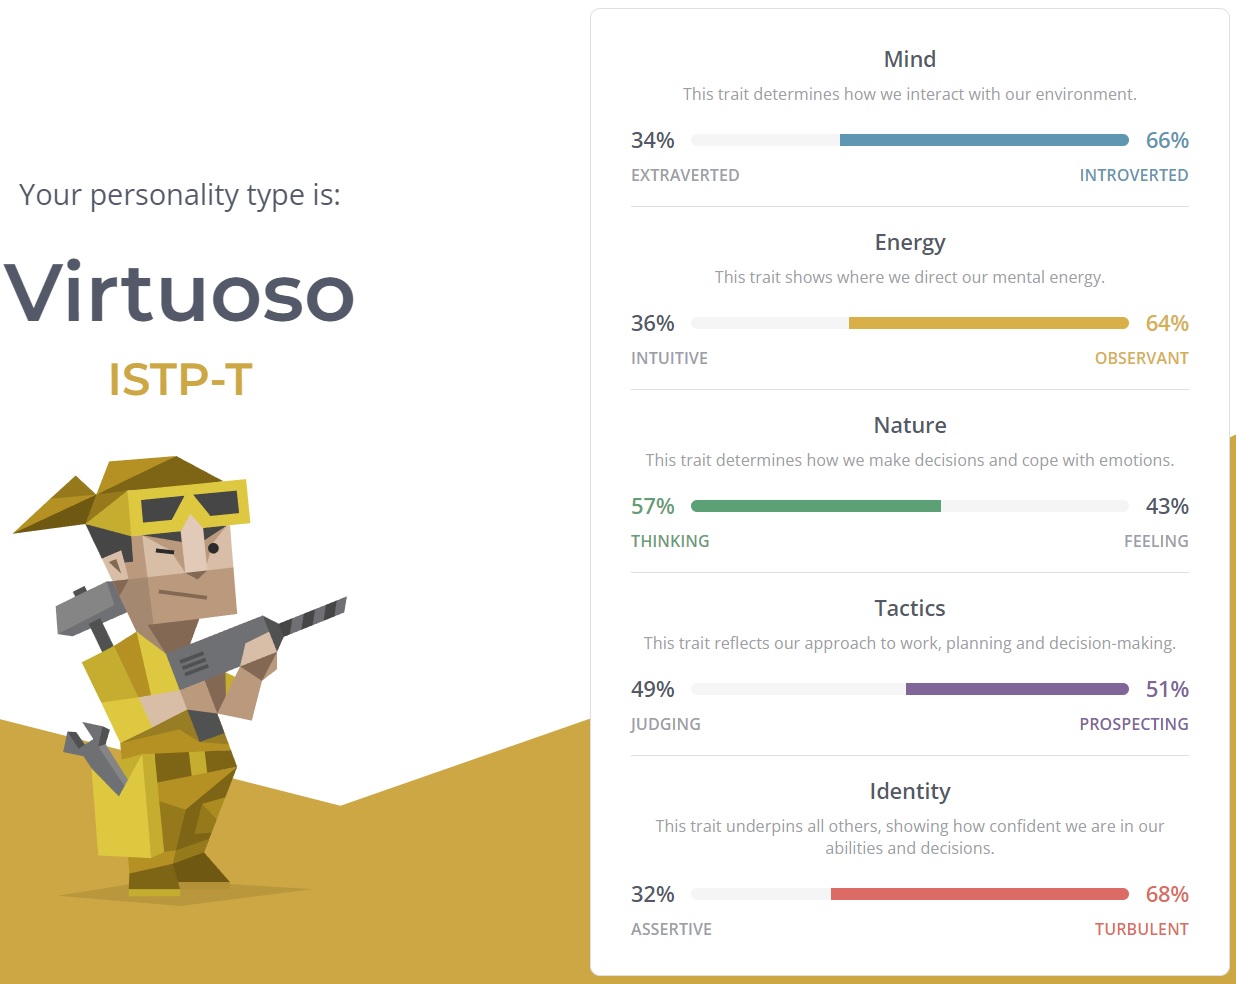 Your personality type is:
Virtuoso
ISTP-T
Mind
This trait determines how we interact with our environment.
34% 66%
EXTRAVERTED INTROVERTED
Energy
This trait shows where we direct our mental energy.
36% 64%
INTUITIVE OBSERVANT
Nature
This trait determines how we make decisions and cope with emotions.
57% 43%
THINKING FEELING
Tactics
This trait reflects our approach to work, planning and decision-making.
49% 51%
JUDGING PROSPECTING
Identity
This trait underpins all others, showing how confident we are in our
abilities and decisions.
32% 68%
ASSERTIVE TURBULENT